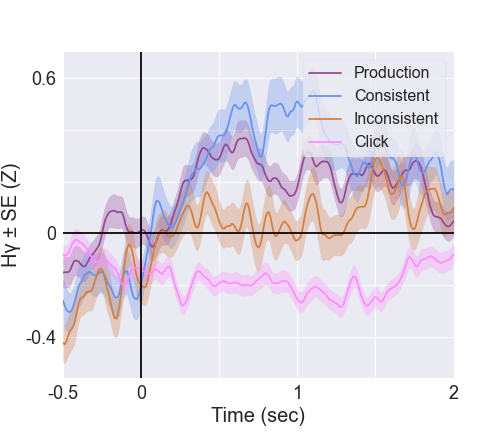 Production
Consistent
Inconsistent
Click
0.6
0
-0.4
Hγ ± SE (Z)
-0.5 0 1 2
Time (sec)